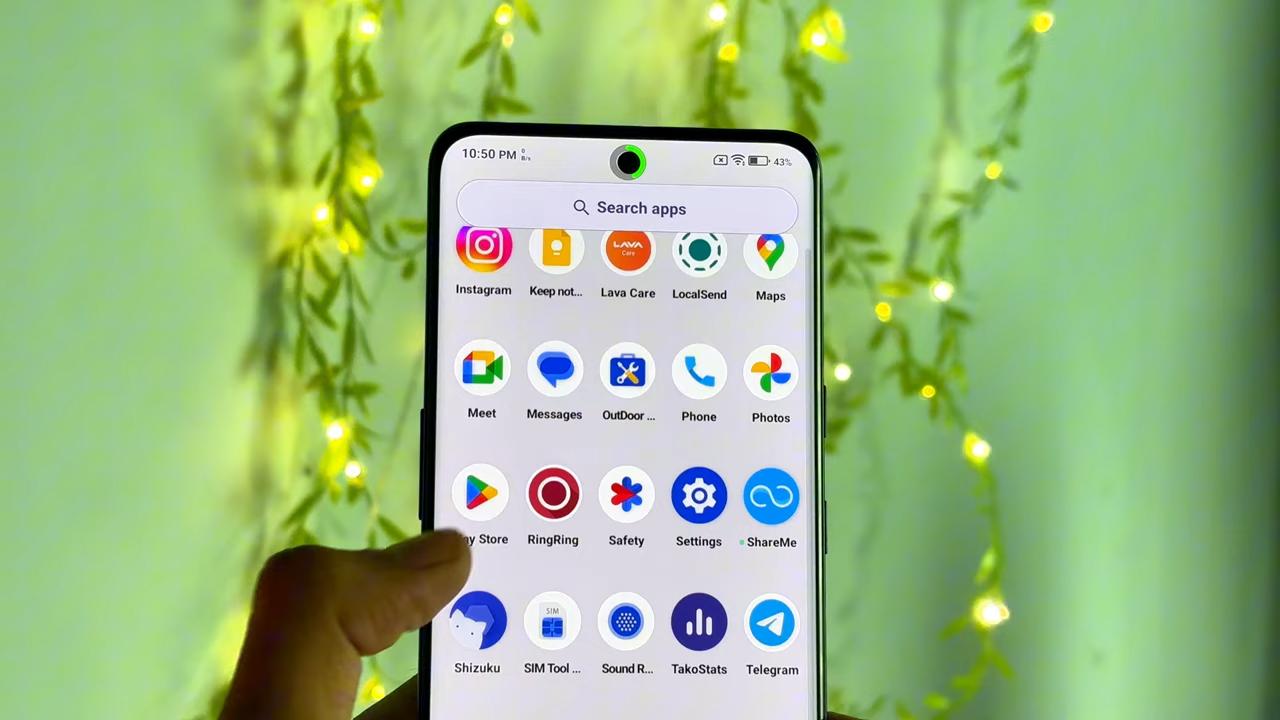 10:50 PM 0 B/s 43%
Search apps
LAVA
Care
Instagram Keep not... Lava Care LocalSend Maps
Meet Messages OutDoor ... Phone Photos
Store RingRing Safety Settings ShareMe
SIM
Shizuku SIM Tool ... Sound R... TakoStats Telegram